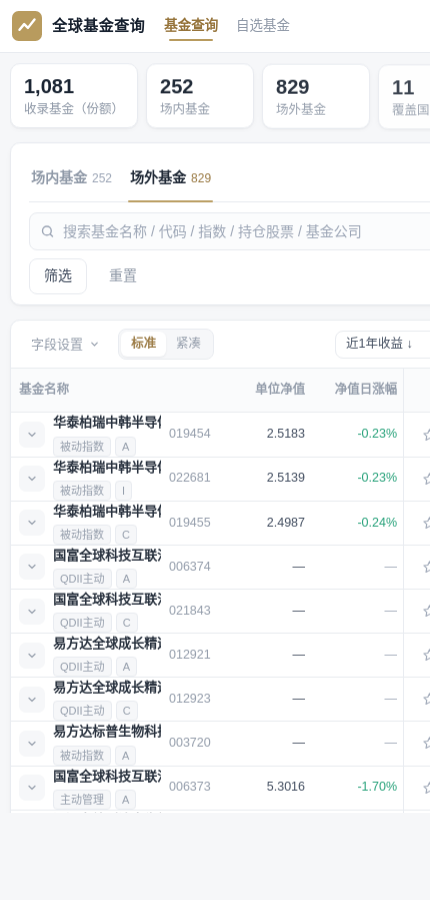 全球基金查询 基金查询 自选基金
1,081 252 829 11
收录基金（份额） 场内基金 场外基金 覆盖国
场内基金 252 场外基金 829
搜索基金名称 / 代码 / 指数 / 持仓股票 / 基金公司
筛选 重置
字段设置 标准 紧凑 近1年收益 ↓
基金名称 单位净值 净值日涨幅
华泰柏瑞中韩半导体 019454 2.5183 -0.23%
被动指数 A
华泰柏瑞中韩半导体 022681 2.5139 -0.23%
被动指数 I
华泰柏瑞中韩半导体 019455 2.4987 -0.24%
被动指数 C
国富全球科技互联 006374 — —
QDII主动 A
国富全球科技互联 021843 — —
QDII主动 C
易方达全球成长精 012921 — —
QDII主动 A
易方达全球成长精 012923 — —
QDII主动 C
易方达标普生物科 003720 — —
被动指数 A
国富全球科技互联 006373 5.3016 -1.70%
主动管理 A